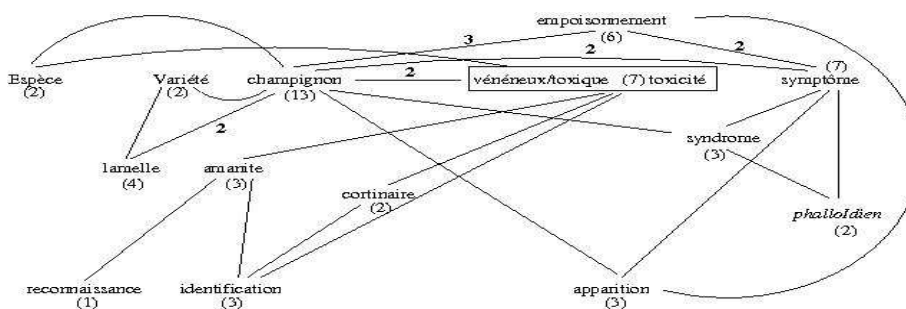 empoisonnement
(6)
3
2
2
(7)
Espèce
(2)
Variété
(2)
champignon
(13)
2
vénéneux/toxique (7) toxicité
symptôme
2
syndrome
(3)
lamelle
(4)
amanite
(3)
cortinaire
(2)
phalloïdien
(2)
reconnaissance
(1)
identification
(3)
apparition
(3)